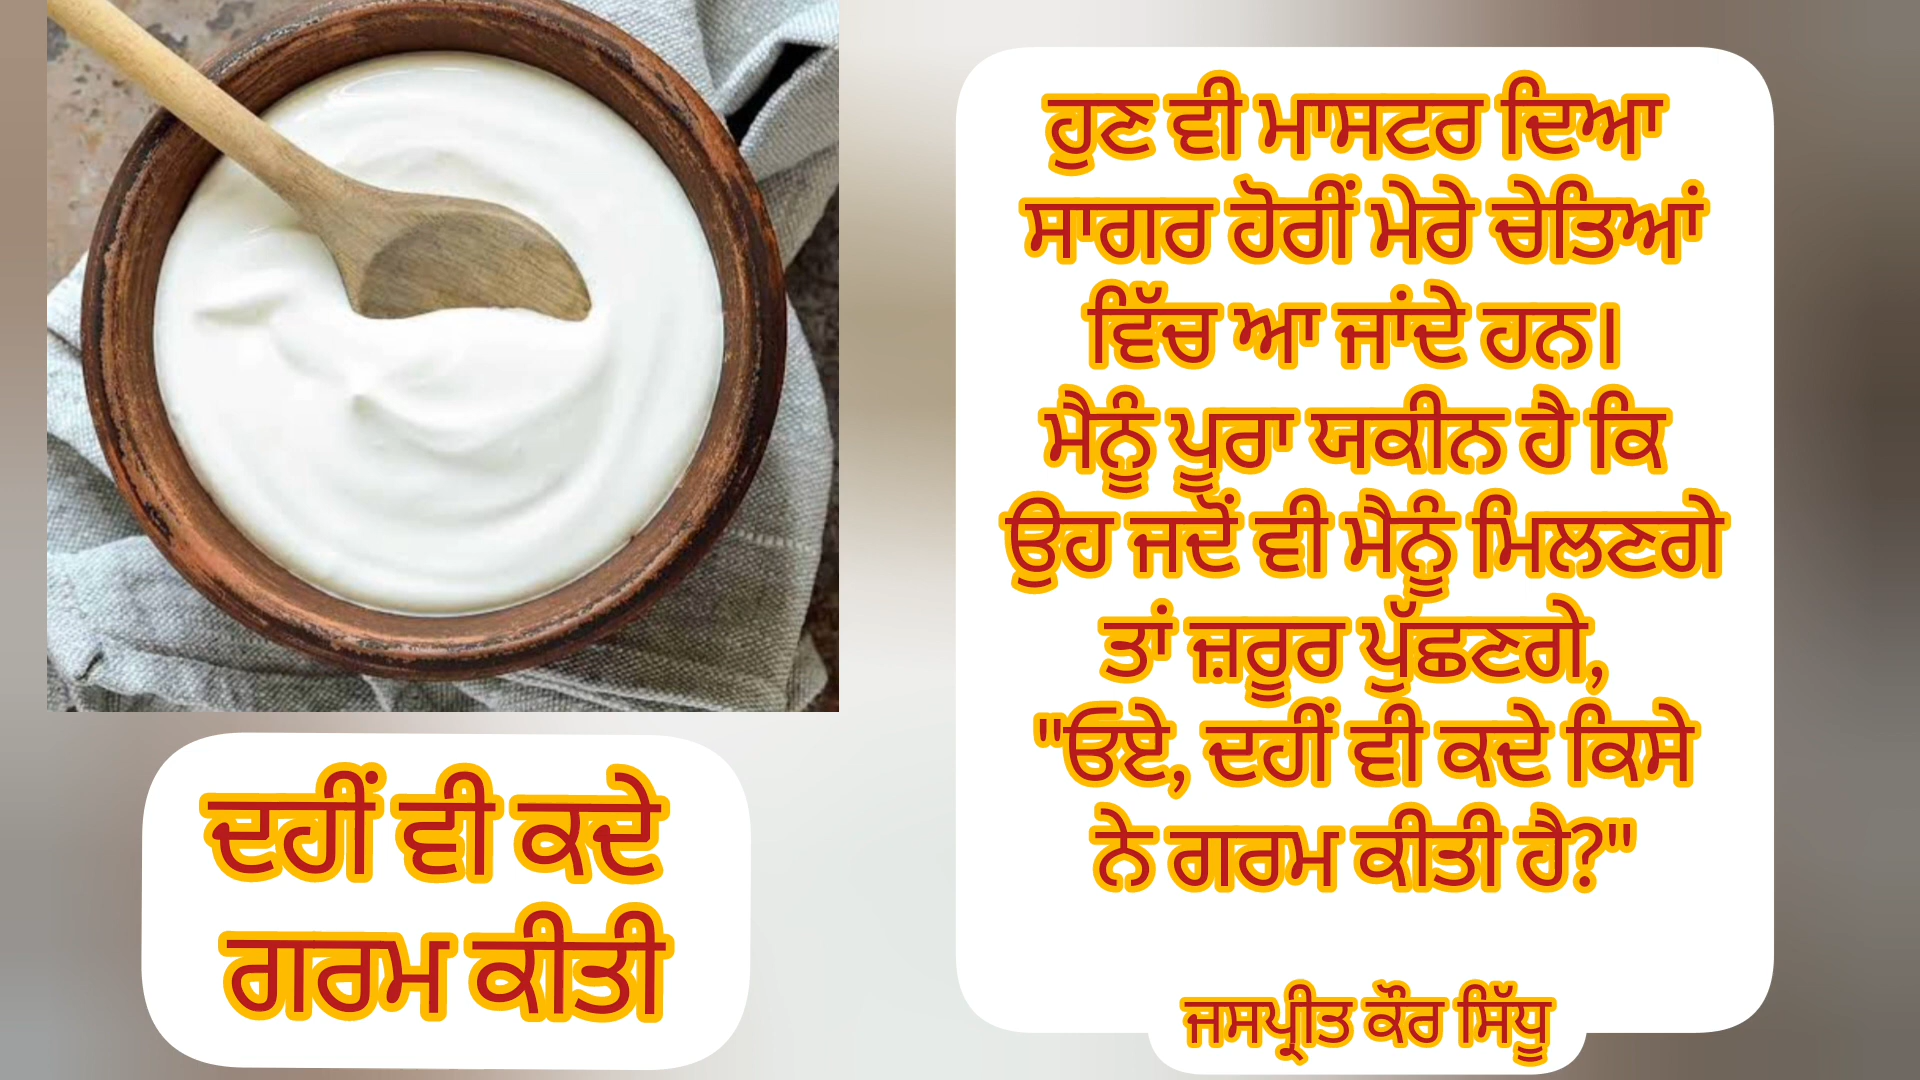 ਦਹੀਂ ਵੀ ਕਦੇ
ਗਰਮ ਕੀਤੀ
ਹੁਣ ਵੀ ਮਾਸਟਰ ਦਿਆ
ਸਾਗਰ ਹੋਰੀਂ ਮੇਰੇ ਚੇਤਿਆਂ
ਵਿੱਚ ਆ ਜਾਂਦੇ ਹਨ।
ਮੈਨੂੰ ਪੂਰਾ ਯਕੀਨ ਹੈ ਕਿ
ਉਹ ਜਦੋਂ ਵੀ ਮੈਨੂੰ ਮਿਲਣਗੇ
ਤਾਂ ਜ਼ਰੂਰ ਪੁੱਛਣਗੇ,
"ਓਏ, ਦਹੀਂ ਵੀ ਕਦੇ ਕਿਸੇ
ਨੇ ਗਰਮ ਕੀਤੀ ਹੈ?"
ਜਸਪ੍ਰੀਤ ਕੌਰ ਸਿੱਧੂ